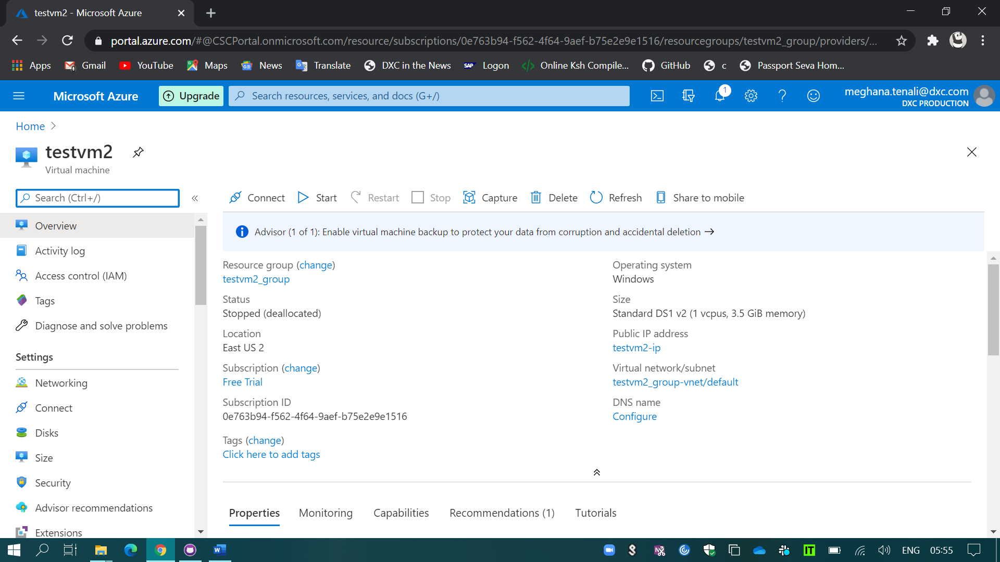 testvm2 - Microsoft Azure
portal.azure.com/#@CSCPortal.onmicrosoft.com/resource/subscriptions/0e763b94-f562-4f64-9aef-b75e2e9e1516/resourcegroups/testvm2_group/providers/...
Apps Gmail YouTube Maps News Translate DXC in the News SAP Logon Online Ksh Compile... GitHub c Passport Seva Hom...
Microsoft Azure
Upgrade
Search resources, services, and docs (G+/)
1
meghana.tenali@dxc.com
DXC PRODUCTION
Home
testvm2
Virtual machine
Search (Ctrl+/)
Overview
Activity log
Access control (IAM)
Tags
Diagnose and solve problems
Settings
Networking
Connect
Disks
Size
Security
Advisor recommendations
Extensions
Connect Start Restart Stop Capture Delete Refresh Share to mobile
Advisor (1 of 1): Enable virtual machine backup to protect your data from corruption and accidental deletion →
Resource group (change)
testvm2_group
Status
Stopped (deallocated)
Location
East US 2
Subscription (change)
Free Trial
Subscription ID
0e763b94-f562-4f64-9aef-b75e2e9e1516
Tags (change)
Click here to add tags
Operating system
Windows
Size
Standard DS1 v2 (1 vcpus, 3.5 GiB memory)
Public IP address
testvm2-ip
Virtual network/subnet
testvm2_group-vnet/default
DNS name
Configure
Properties Monitoring Capabilities Recommendations (1) Tutorials
ENG 05:55